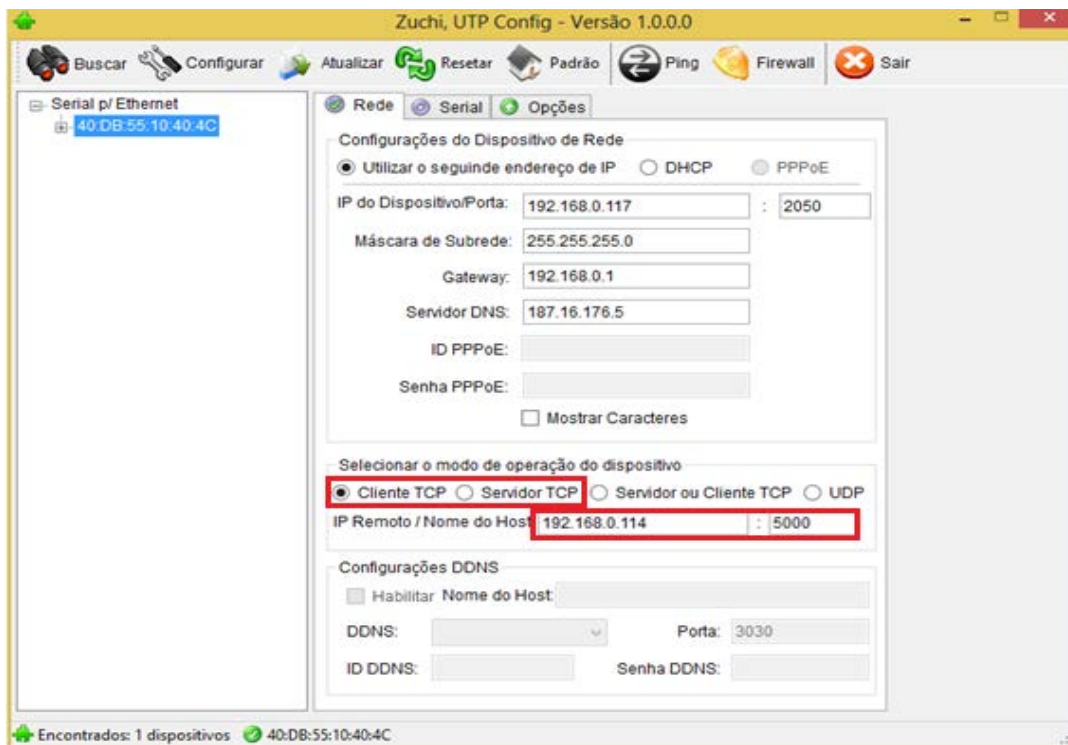 Zuchi, UTP Config - Versão 1.0.0.0
Buscar Configurar Atualizar Resetar Padrão Ping Firewall Sair
Serial p/ Ethernet
40:DB:55:10:40:4C
Rede Serial Opções
Configurações do Dispositivo de Rede
Utilizar o seguinde endereço de IP DHCP PPPoE
IP do Dispositivo/Porta: 192.168.0.117 : 2050
Máscara de Subrede: 255.255.255.0
Gateway: 192.168.0.1
Servidor DNS: 187.16.176.5
ID PPPoE:
Senha PPPoE:
Mostrar Caracteres
Selecionar o modo de operação do dispositivo
Cliente TCP Servidor TCP Servidor ou Cliente TCP UDP
IP Remoto / Nome do Host 192.168.0.114 : 5000
Configurações DDNS
Habilitar Nome do Host:
DDNS: Porta: 3030
ID DDNS: Senha DDNS:
Encontrados: 1 dispositivos 40:DB:55:10:40:4C